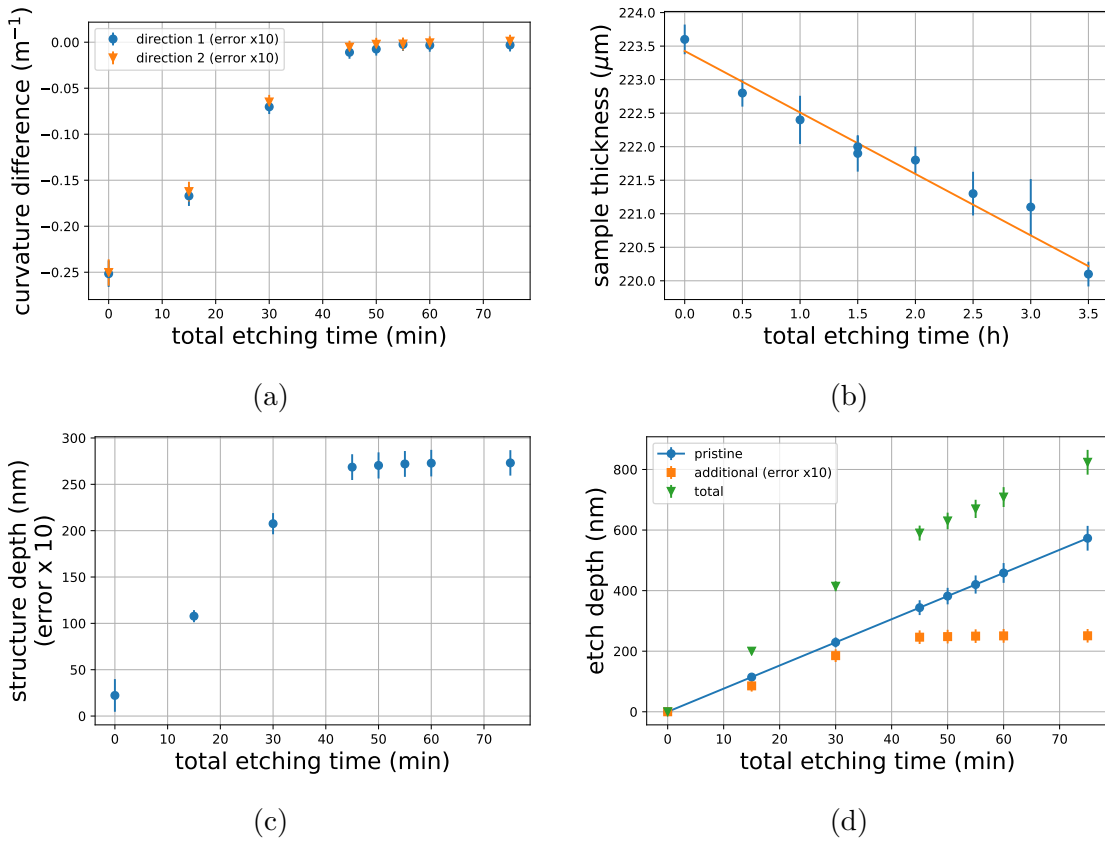 0.00
−0.05
−0.10
−0.15
−0.20
−0.25
curvature difference (m⁻¹)
direction 1 (error x10)
direction 2 (error x10)
0 10 20 30 40 50 60 70
total etching time (min)
(a)
224.0
223.5
223.0
222.5
222.0
221.5
221.0
220.5
220.0
sample thickness (μm)
0.0 0.5 1.0 1.5 2.0 2.5 3.0 3.5
total etching time (h)
(b)
300
250
200
150
100
50
0
structure depth (nm)
(error x 10)
0 10 20 30 40 50 60 70
total etching time (min)
(c)
800
600
400
200
0
etch depth (nm)
pristine
additional (error x10)
total
0 10 20 30 40 50 60 70
total etching time (min)
(d)